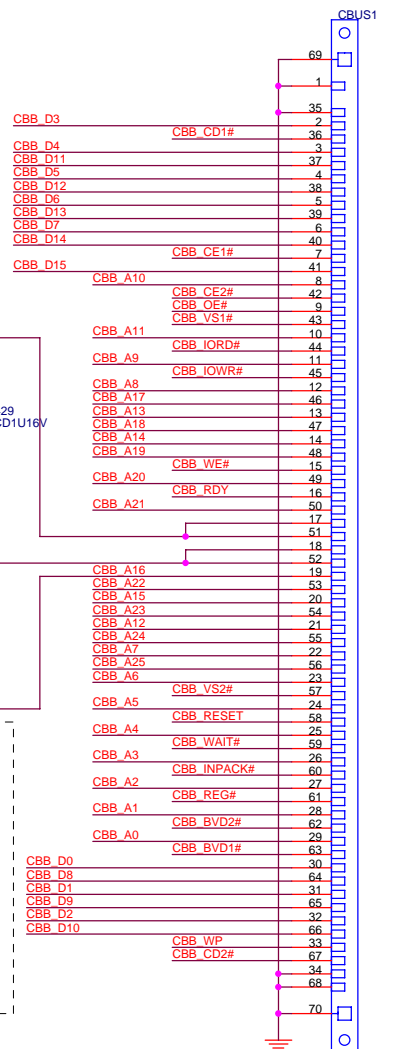 CBUS1
69
1
35
CBB_D3 2
CBB_CD1# 36
CBB_D4 3
CBB_D11 37
CBB_D5 4
CBB_D12 38
CBB_D6 5
CBB_D13 39
CBB_D7 6
CBB_D14 40
CBB_CE1# 7
CBB_D15 41
CBB_A10 8
CBB_CE2# 42
CBB_OE# 9
CBB_VS1# 43
CBB_A11 10
CBB_IORD# 44
CBB_A9 11
CBB_IOWR# 45
CBB_A8 12
CBB_A17 46
CBB_A13 13
29
CBB_A18 47
CD1U16V
CBB_A14 14
CBB_A19 48
CBB_WE# 15
CBB_A20 49
CBB_RDY 16
CBB_A21 50
17
51
18
52
CBB_A16 19
CBB_A22 53
CBB_A15 20
CBB_A23 54
CBB_A12 21
CBB_A24 55
CBB_A7 22
CBB_A25 56
CBB_A6 23
CBB_VS2# 57
CBB_A5 24
CBB_RESET 58
CBB_A4 25
CBB_WAIT# 59
CBB_A3 26
CBB_INPACK# 60
CBB_A2 27
CBB_REG# 61
CBB_A1 28
CBB_BVD2# 62
CBB_A0 29
CBB_BVD1# 63
CBB_D0 30
CBB_D8 64
CBB_D1 31
CBB_D9 65
CBB_D2 32
CBB_D10 66
CBB_WP 33
CBB_CD2# 67
34
68
70